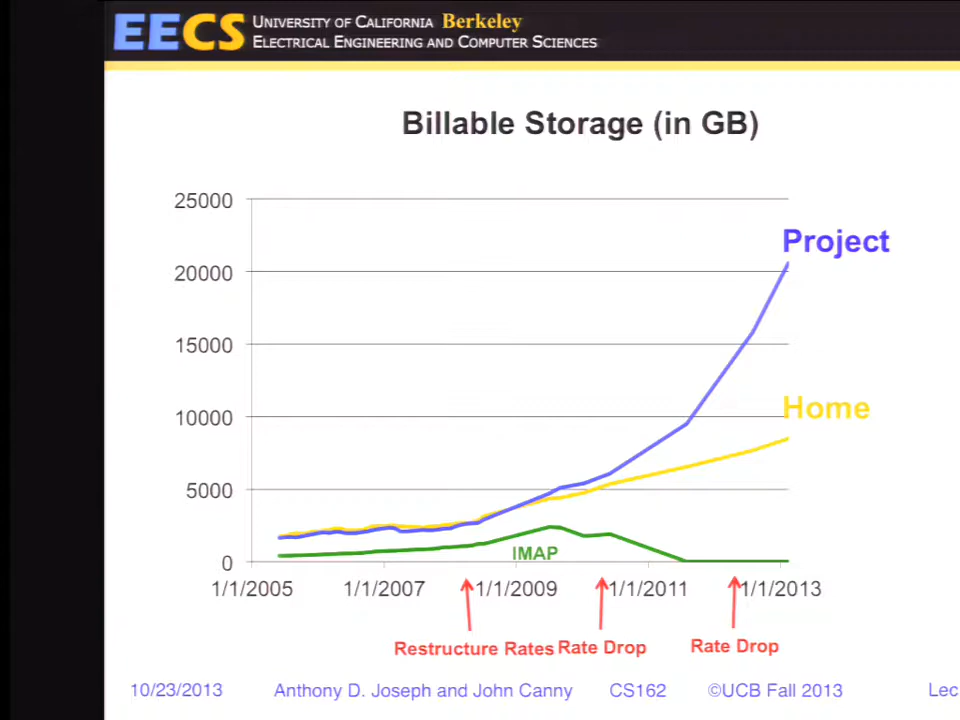 EECS UNIVERSITY OF CALIFORNIA Berkeley
ELECTRICAL ENGINEERING AND COMPUTER SCIENCES
Billable Storage (in GB)
25000
Project
20000
15000
10000
Home
5000
IMAP
0
1/1/2005 1/1/2007 1/1/2009 1/1/2011 1/1/2013
Restructure Rates Rate Drop Rate Drop
10/23/2013 Anthony D. Joseph and John Canny CS162 ©UCB Fall 2013 Lec